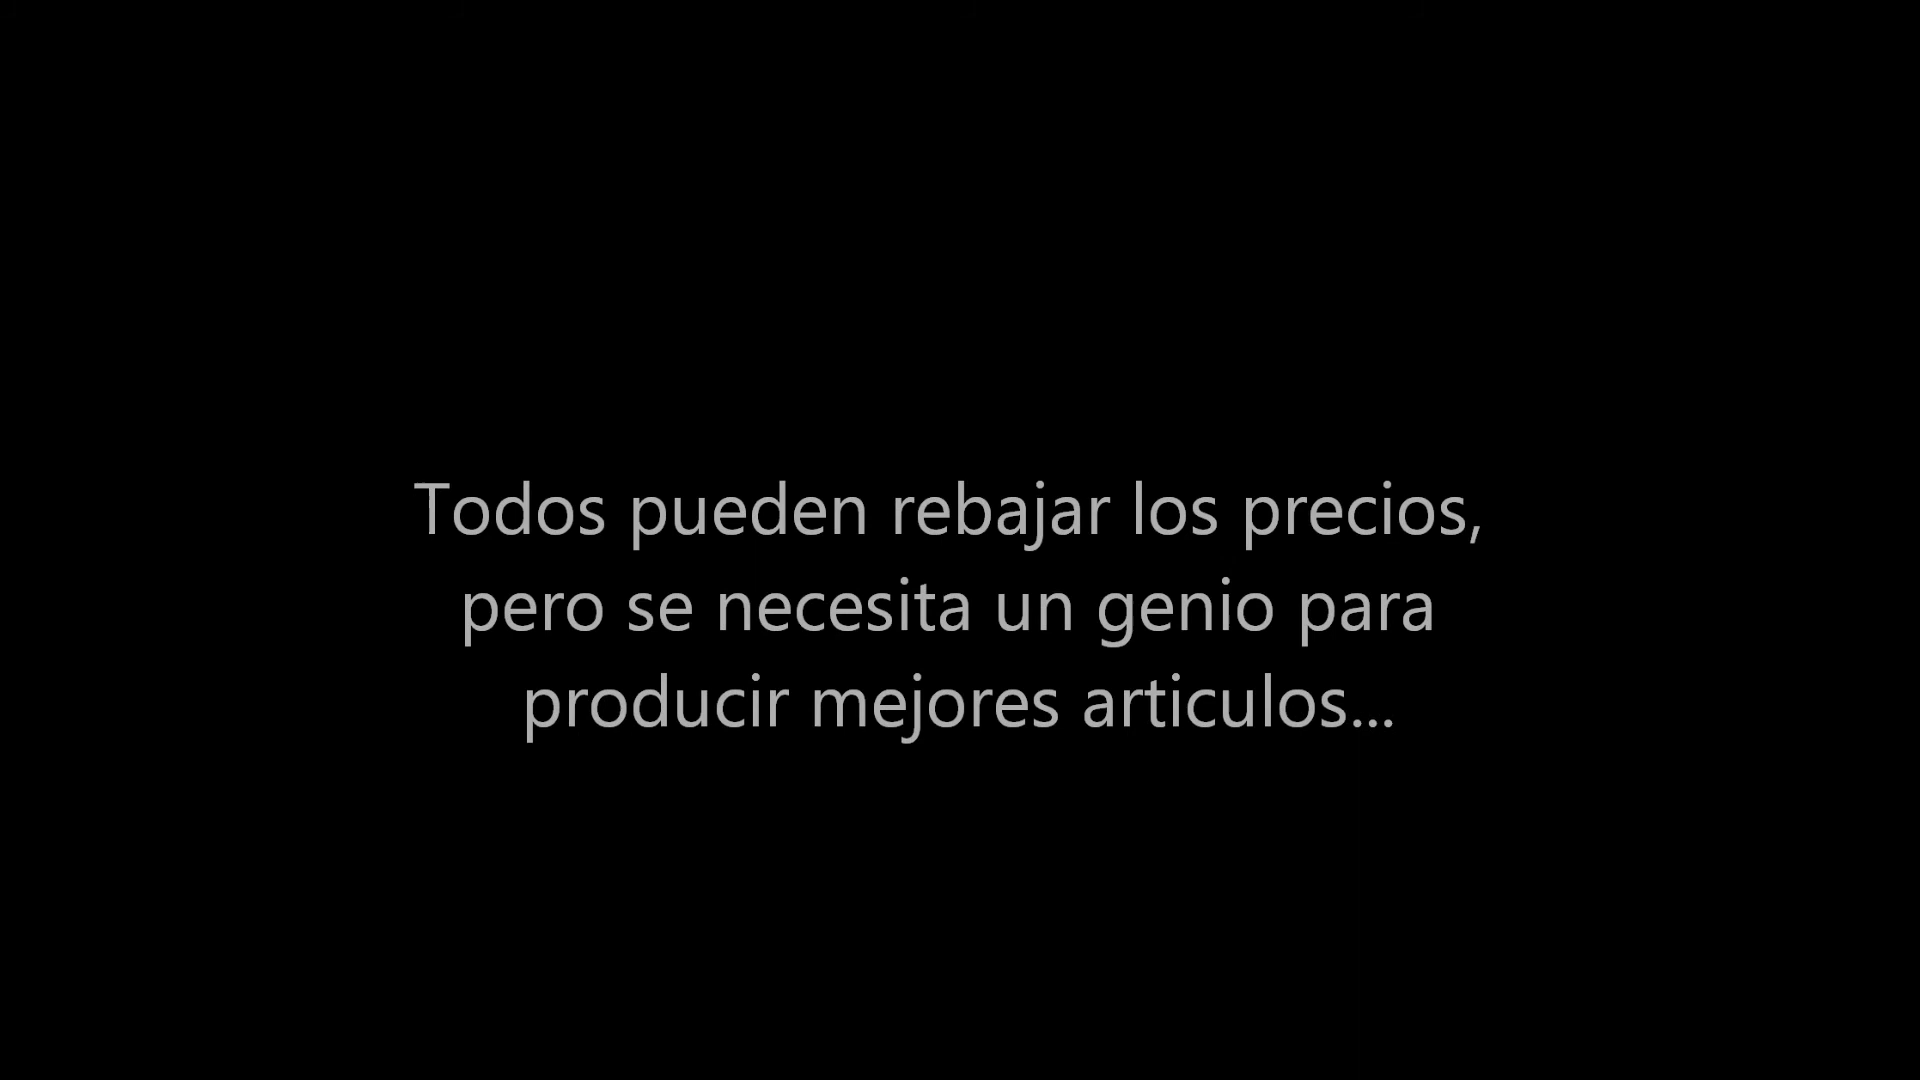 Todos pueden rebajar los precios,
pero se necesita un genio para
producir mejores articulos...